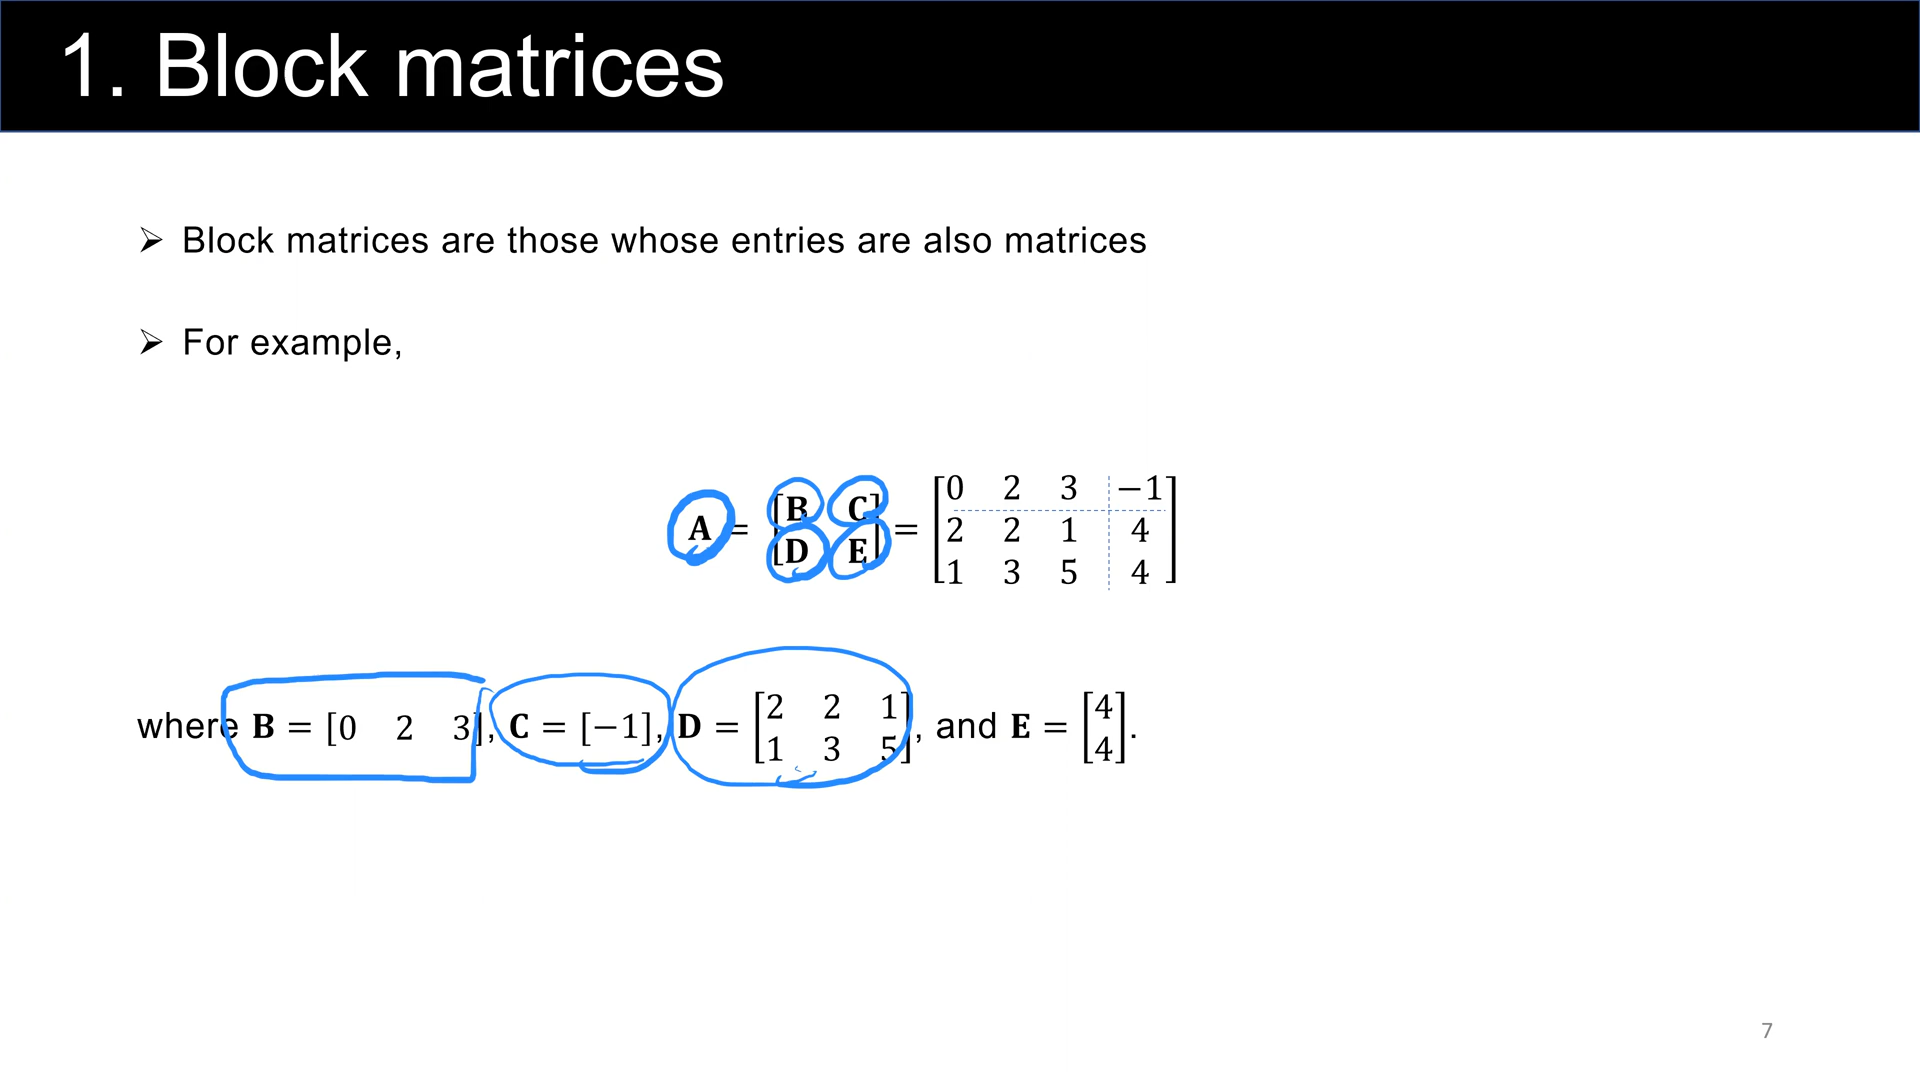 1. Block matrices
➢ Block matrices are those whose entries are also matrices
➢ For example,
A = [B C; D E] = [0 2 3 −1; 2 2 1 4; 1 3 5 4]
where B = [0 2 3], C = [−1], D = [2 2 1; 1 3 5], and E = [4; 4].
7